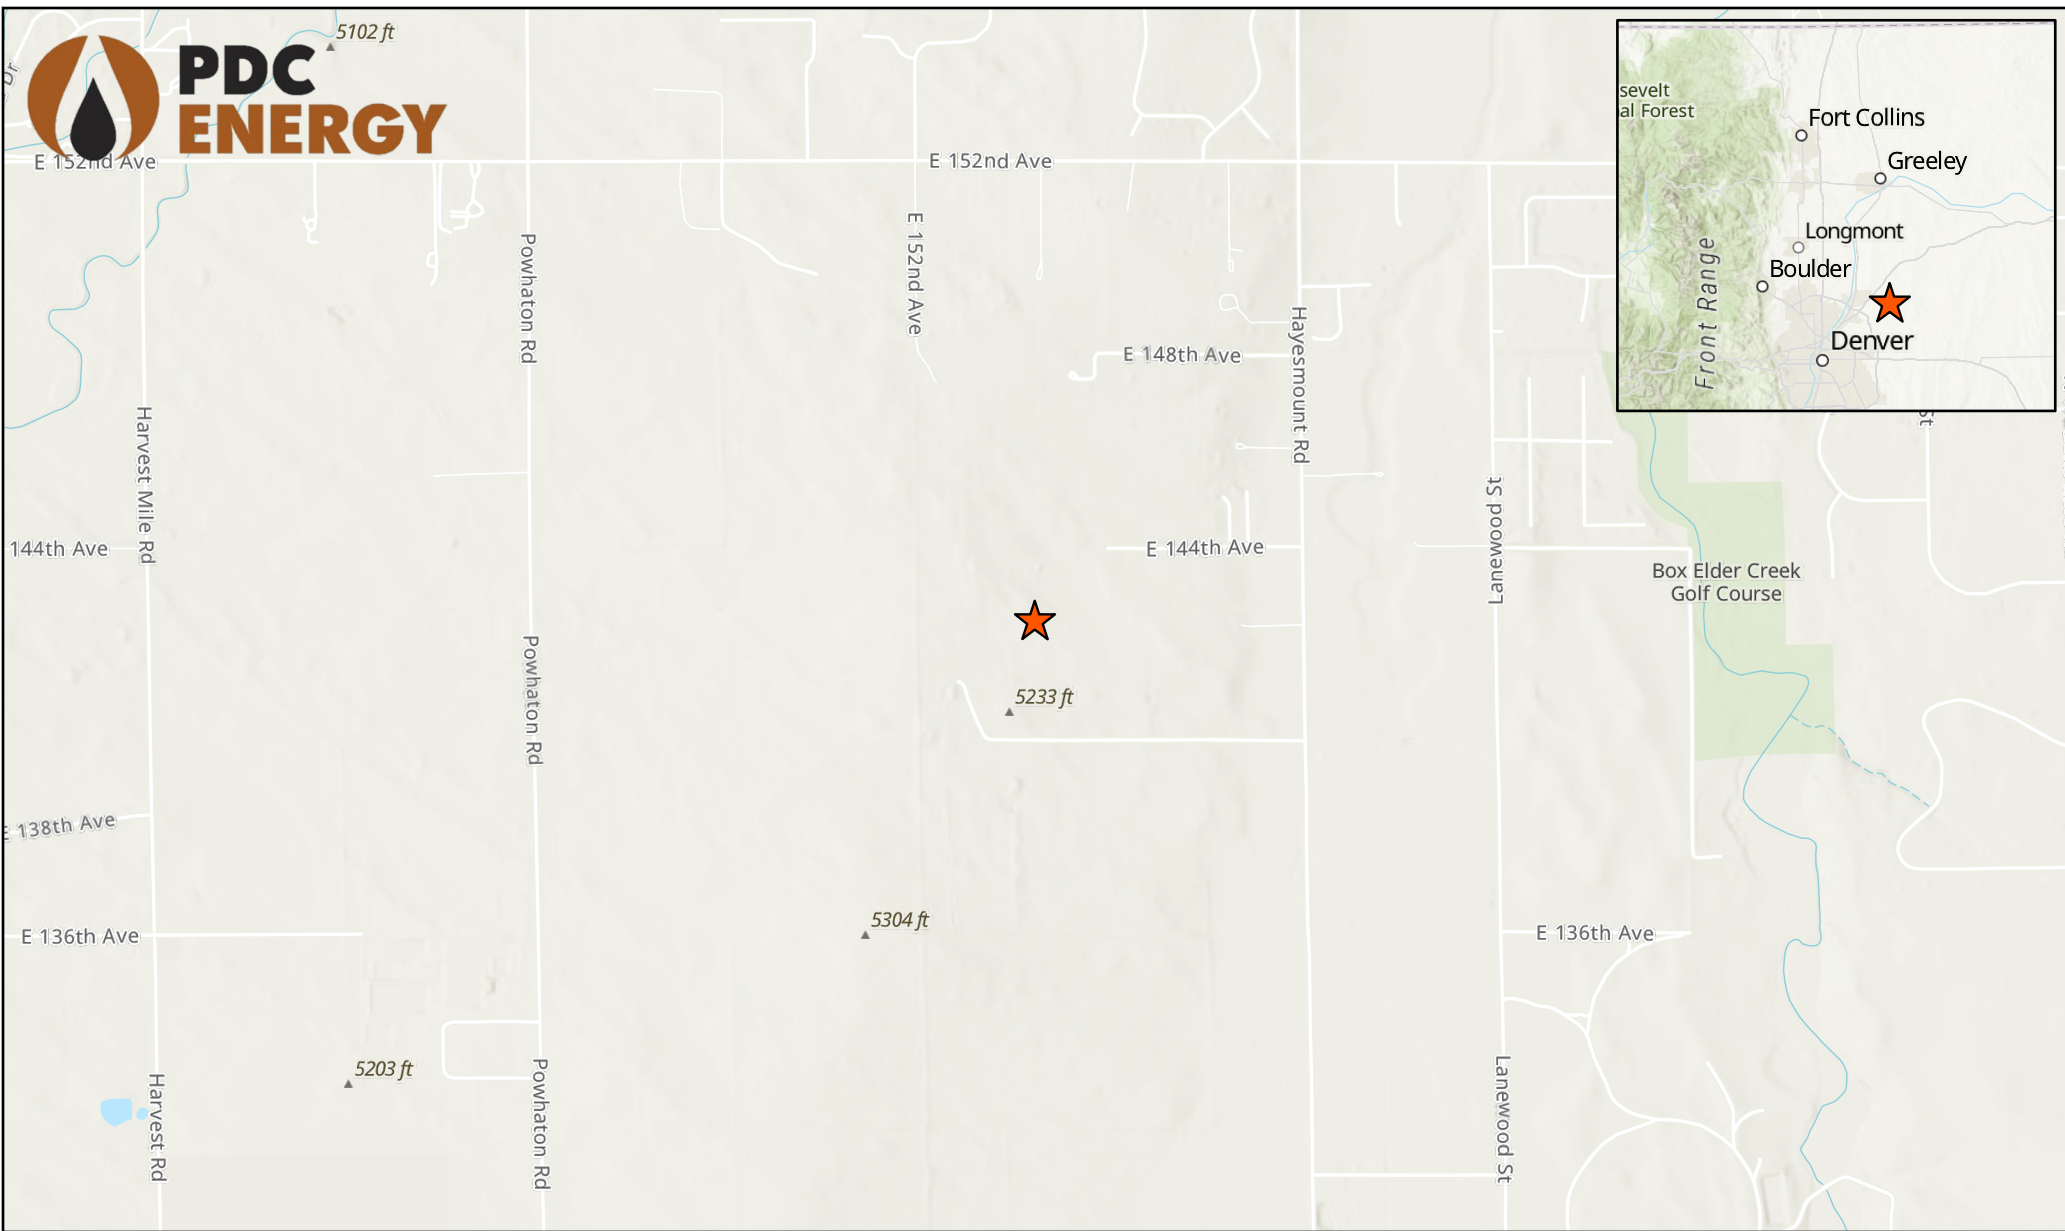 5102 ft
PDC
ENERGY
Dr
E 152nd Ave
E 152nd Ave
sevelt
al Forest
Fort Collins
Greeley
Longmont
Boulder
Front Range
Denver
E 152nd Ave
Powhaton Rd
Hayesmount Rd
E 148th Ave
St
Harvest Mile Rd
Lanewood St
144th Ave
E 144th Ave
Box Elder Creek
Golf Course
5233 ft
Powhaton Rd
E 138th Ave
5304 ft
E 136th Ave
E 136th Ave
5203 ft
Harvest Rd
Powhaton Rd
Lanewood St